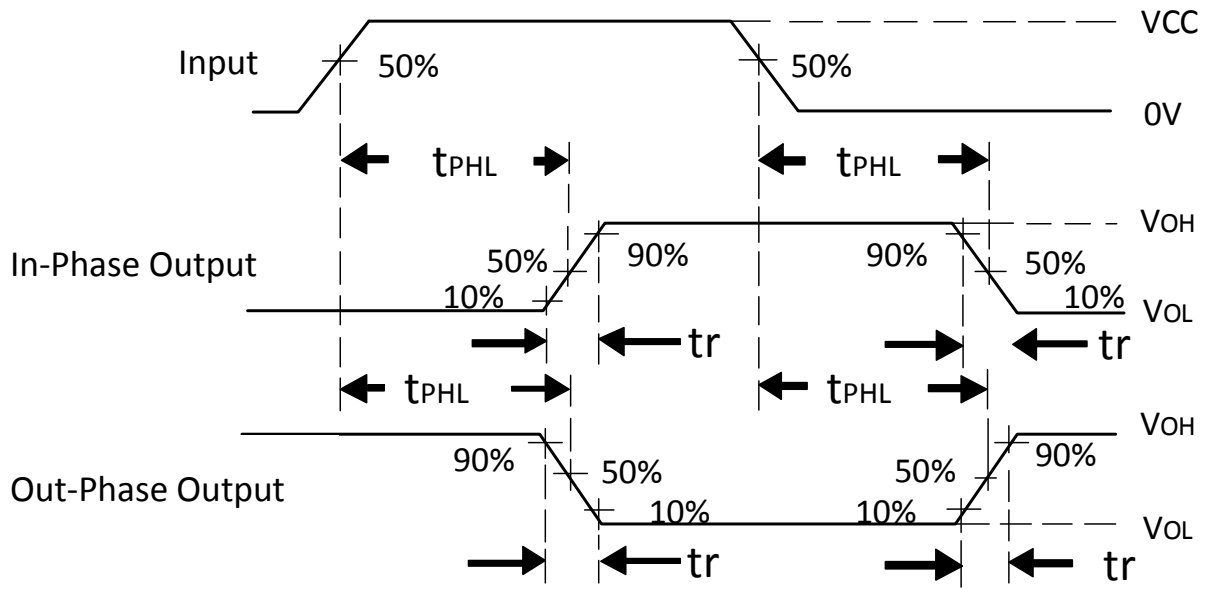 VCC
Input
50%
50%
0V
tPHL
tPHL
VOH
In-Phase Output
50%
90%
90%
50%
10%
10%
VOL
tr
tr
tPHL
tPHL
VOH
90%
50%
50%
90%
Out-Phase Output
10%
10%
VOL
tr
tr